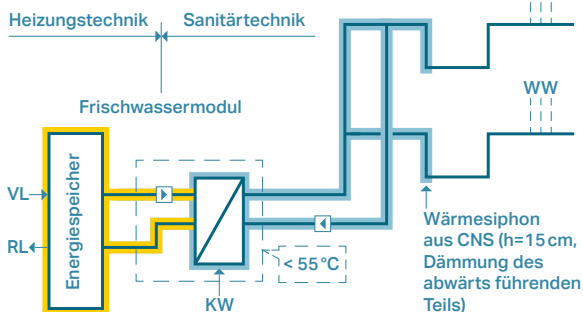 Heizungstechnik
Sanitärtechnik
Frischwassermodul
WW
Energiespeicher
VL
RL
< 55 °C
KW
Wärmesiphon
aus CNS (h= 15 cm,
Dämmung des
abwärts führenden
Teils)